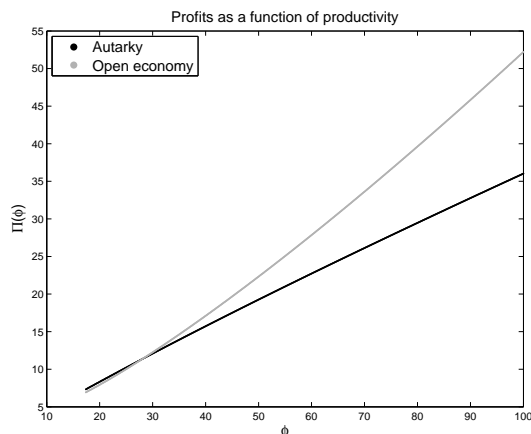 Profits as a function of productivity
Autarky
Open economy
Π(ϕ)
55
50
45
40
35
30
25
20
15
10
5
10 20 30 40 50 60 70 80 90 100
ϕ